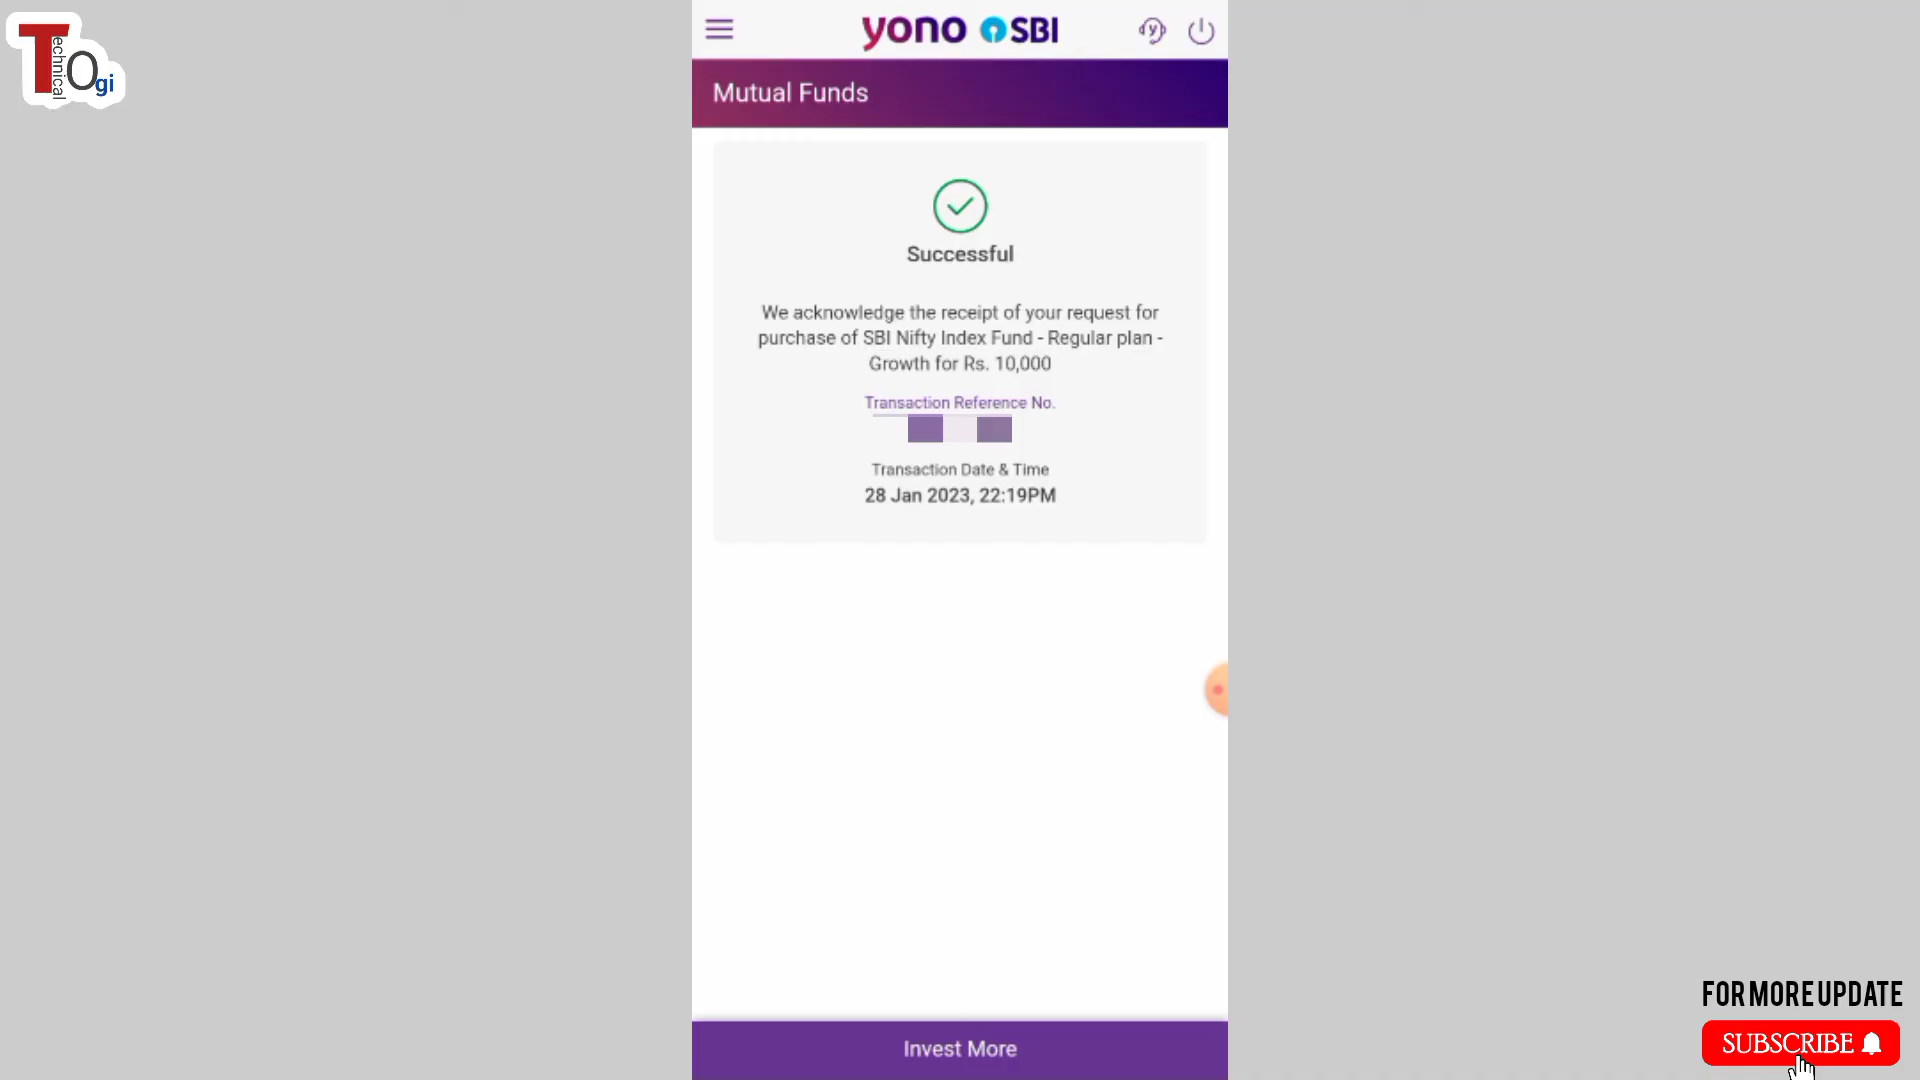 Technical Ogi
yono SBI
y
Mutual Funds
Successful
We acknowledge the receipt of your request for
purchase of SBI Nifty Index Fund - Regular plan -
Growth for Rs. 10,000
Transaction Reference No.
Transaction Date & Time
28 Jan 2023, 22:19PM
Invest More
FOR MORE UPDATE
SUBSCRIBE